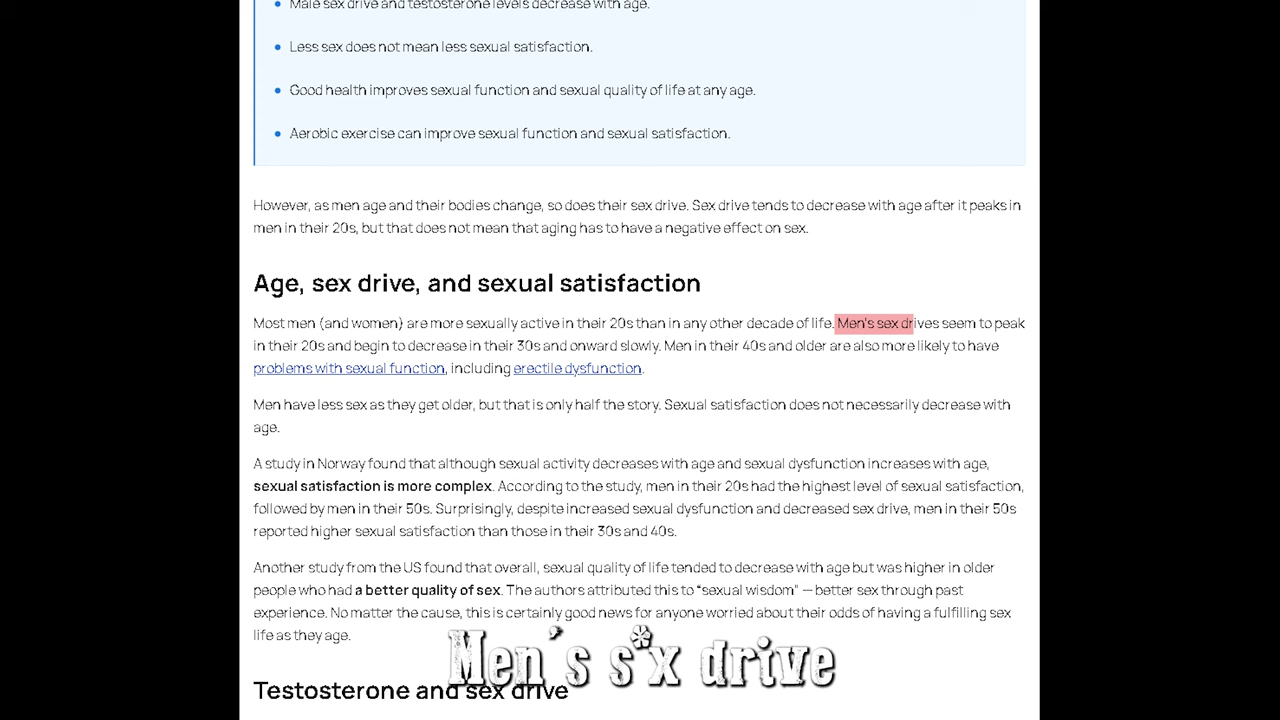 Male sex drive and testosterone levels decrease with age.
Less sex does not mean less sexual satisfaction.
Good health improves sexual function and sexual quality of life at any age.
Aerobic exercise can improve sexual function and sexual satisfaction.
However, as men age and their bodies change, so does their sex drive. Sex drive tends to decrease with age after it peaks in
men in their 20s, but that does not mean that aging has to have a negative effect on sex.
Age, sex drive, and sexual satisfaction
Most men (and women) are more sexually active in their 20s than in any other decade of life. Men's sex drives seem to peak
in their 20s and begin to decrease in their 30s and onward slowly. Men in their 40s and older are also more likely to have
problems with sexual function, including erectile dysfunction.
Men have less sex as they get older, but that is only half the story. Sexual satisfaction does not necessarily decrease with
age.
A study in Norway found that although sexual activity decreases with age and sexual dysfunction increases with age,
sexual satisfaction is more complex. According to the study, men in their 20s had the highest level of sexual satisfaction,
followed by men in their 50s. Surprisingly, despite increased sexual dysfunction and decreased sex drive, men in their 50s
reported higher sexual satisfaction than those in their 30s and 40s.
Another study from the US found that overall, sexual quality of life tended to decrease with age but was higher in older
people who had a better quality of sex. The authors attributed this to “sexual wisdom” — better sex through past
experience. No matter the cause, this is certainly good news for anyone worried about their odds of having a fulfilling sex
life as they age.
Men's s*x drive
Testosterone and sex drive